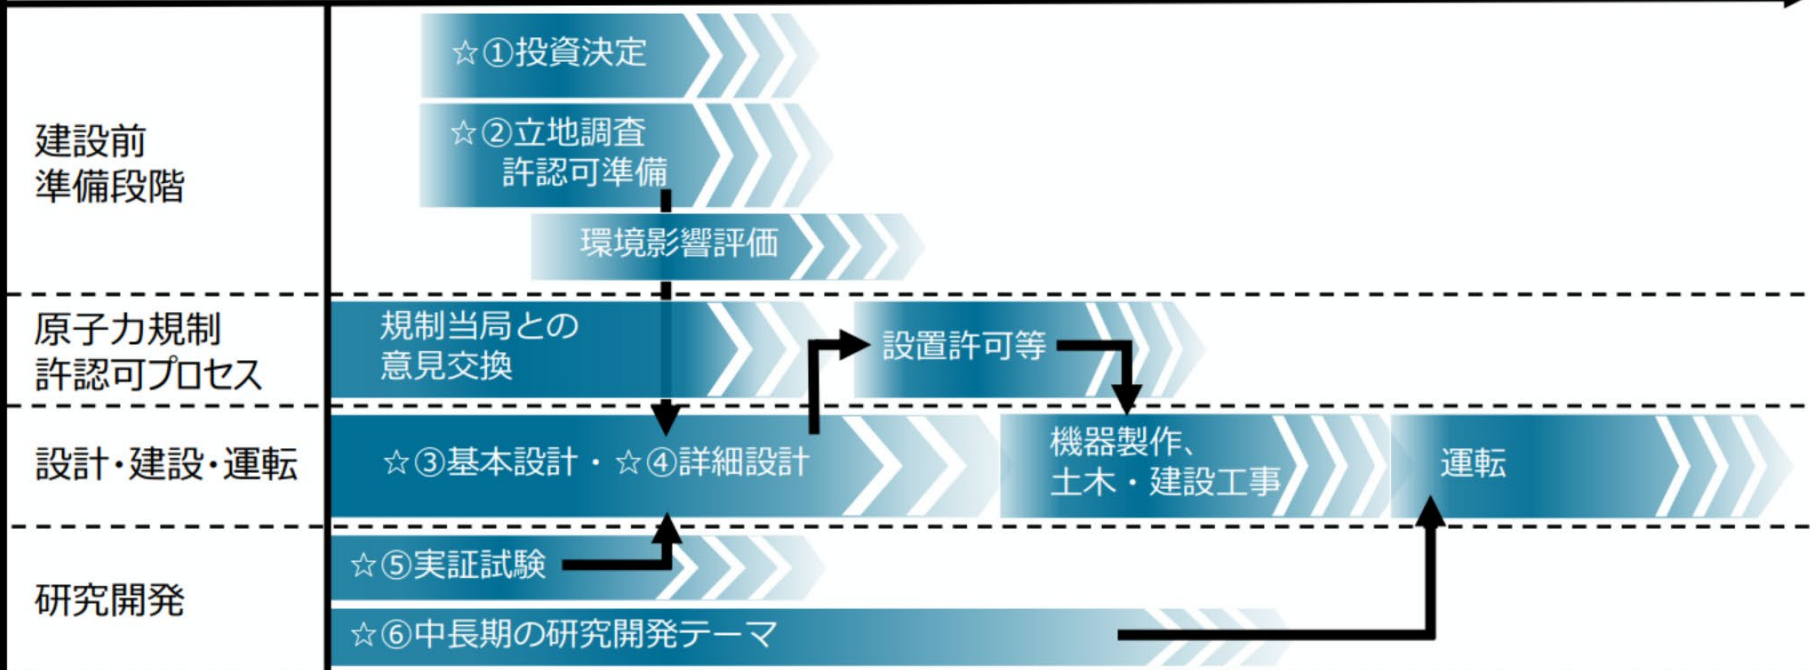 建設前
準備段階
☆①投資決定
☆②立地調査
許認可準備
環境影響評価
原子力規制
許認可プロセス
規制当局との
意見交換
設置許可等
設計・建設・運転
☆③基本設計・☆④詳細設計
機器製作、
土木・建設工事
運転
研究開発
☆⑤実証試験
☆⑥中長期の研究開発テーマ